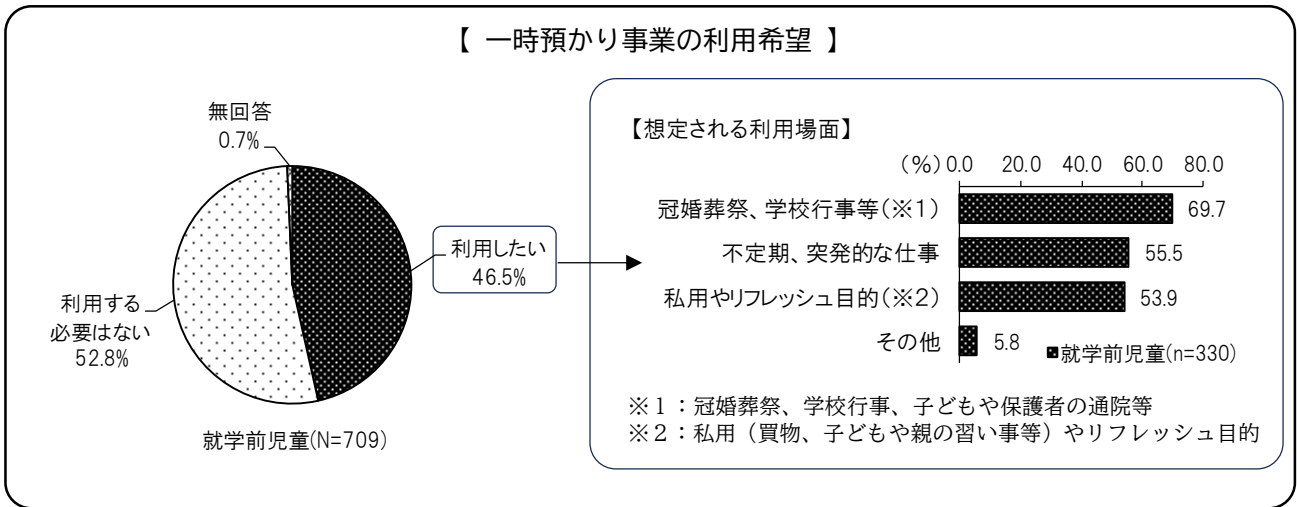 【 一時預かり事業の利用希望 】
無回答
0.7%
利用したい
46.5%
利用する
必要はない
52.8%
就学前児童(N=709)
【想定される利用場面】
(%) 0.0 20.0 40.0 60.0 80.0
冠婚葬祭、学校行事等(※1) 69.7
不定期、突発的な仕事 55.5
私用やリフレッシュ目的(※2) 53.9
その他 5.8
就学前児童(n=330)
※１：冠婚葬祭、学校行事、子どもや保護者の通院等
※２：私用（買物、子どもや親の習い事等）やリフレッシュ目的